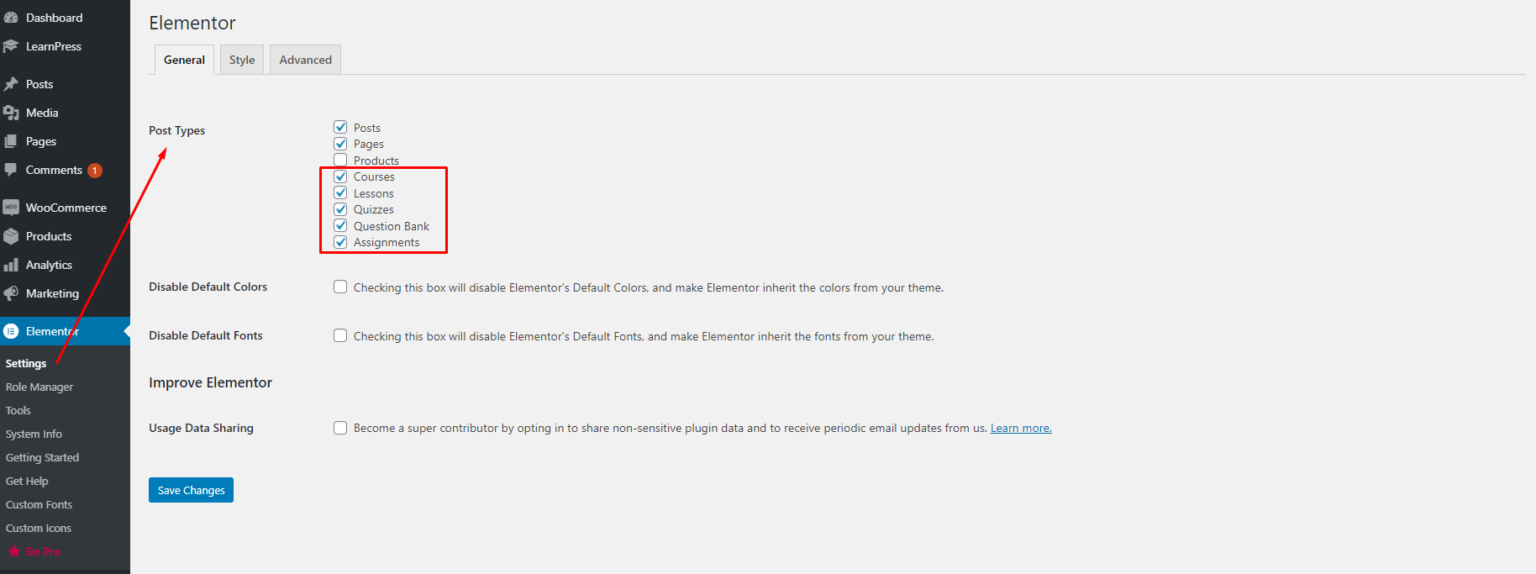 Dashboard
LearnPress
Posts
Media
Pages
Comments 1
WooCommerce
Products
Analytics
Marketing
Elementor
Settings
Role Manager
Tools
System Info
Getting Started
Get Help
Custom Fonts
Custom Icons
Go Pro
Elementor
General Style Advanced
Post Types
Posts
Pages
Products
Courses
Lessons
Quizzes
Question Bank
Assignments
Disable Default Colors Checking this box will disable Elementor's Default Colors, and make Elementor inherit the colors from your theme.
Disable Default Fonts Checking this box will disable Elementor's Default Fonts, and make Elementor inherit the fonts from your theme.
Improve Elementor
Usage Data Sharing Become a super contributor by opting in to share non-sensitive plugin data and to receive periodic email updates from us. Learn more.
Save Changes